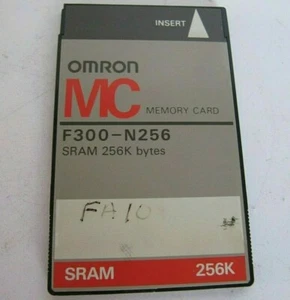 INSERT
OMRON
MC MEMORY CARD
F300-N256
SRAM 256K bytes
FA10
SRAM 256K